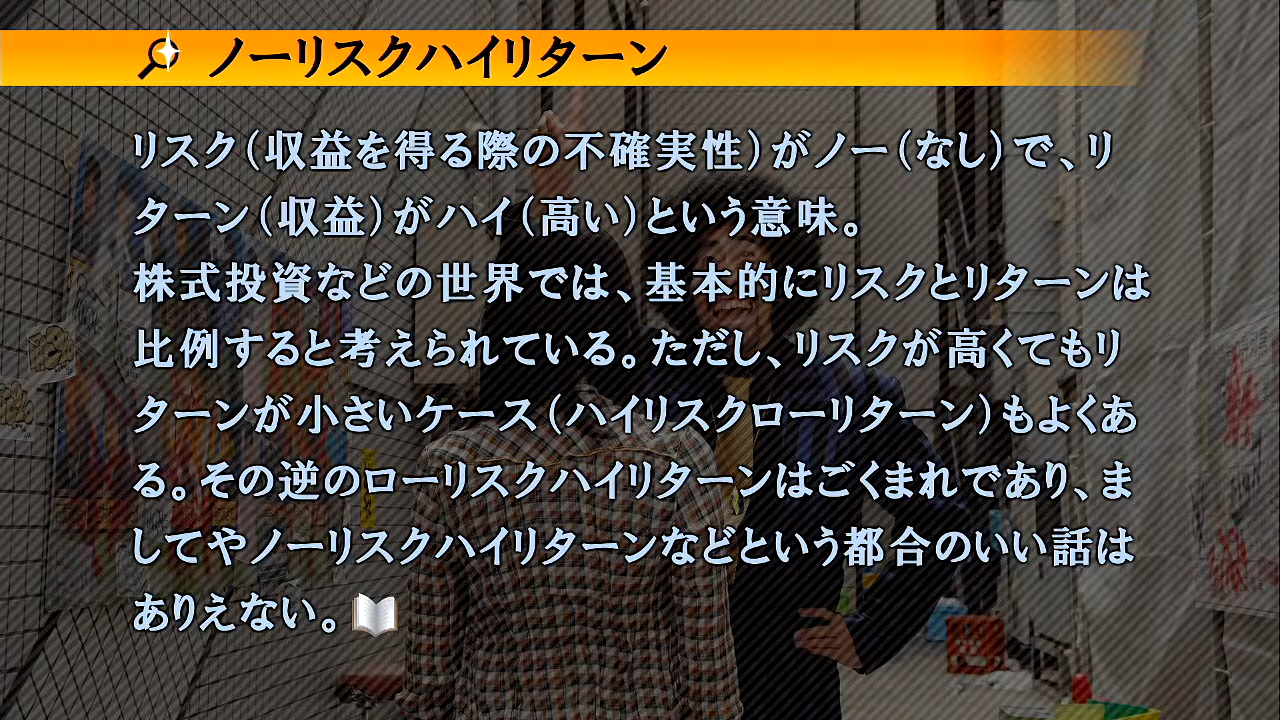 ノーリスクハイリターン
リスク（収益を得る際の不確実性）がノー（なし）で、リ
ターン（収益）がハイ（高い）という意味。
株式投資などの世界では、基本的にリスクとリターンは
比例すると考えられている。ただし、リスクが高くてもリ
ターンが小さいケース（ハイリスクローリターン）もよくあ
る。その逆のローリスクハイリターンはごくまれであり、ま
してやノーリスクハイリターンなどという都合のいい話は
ありえない。